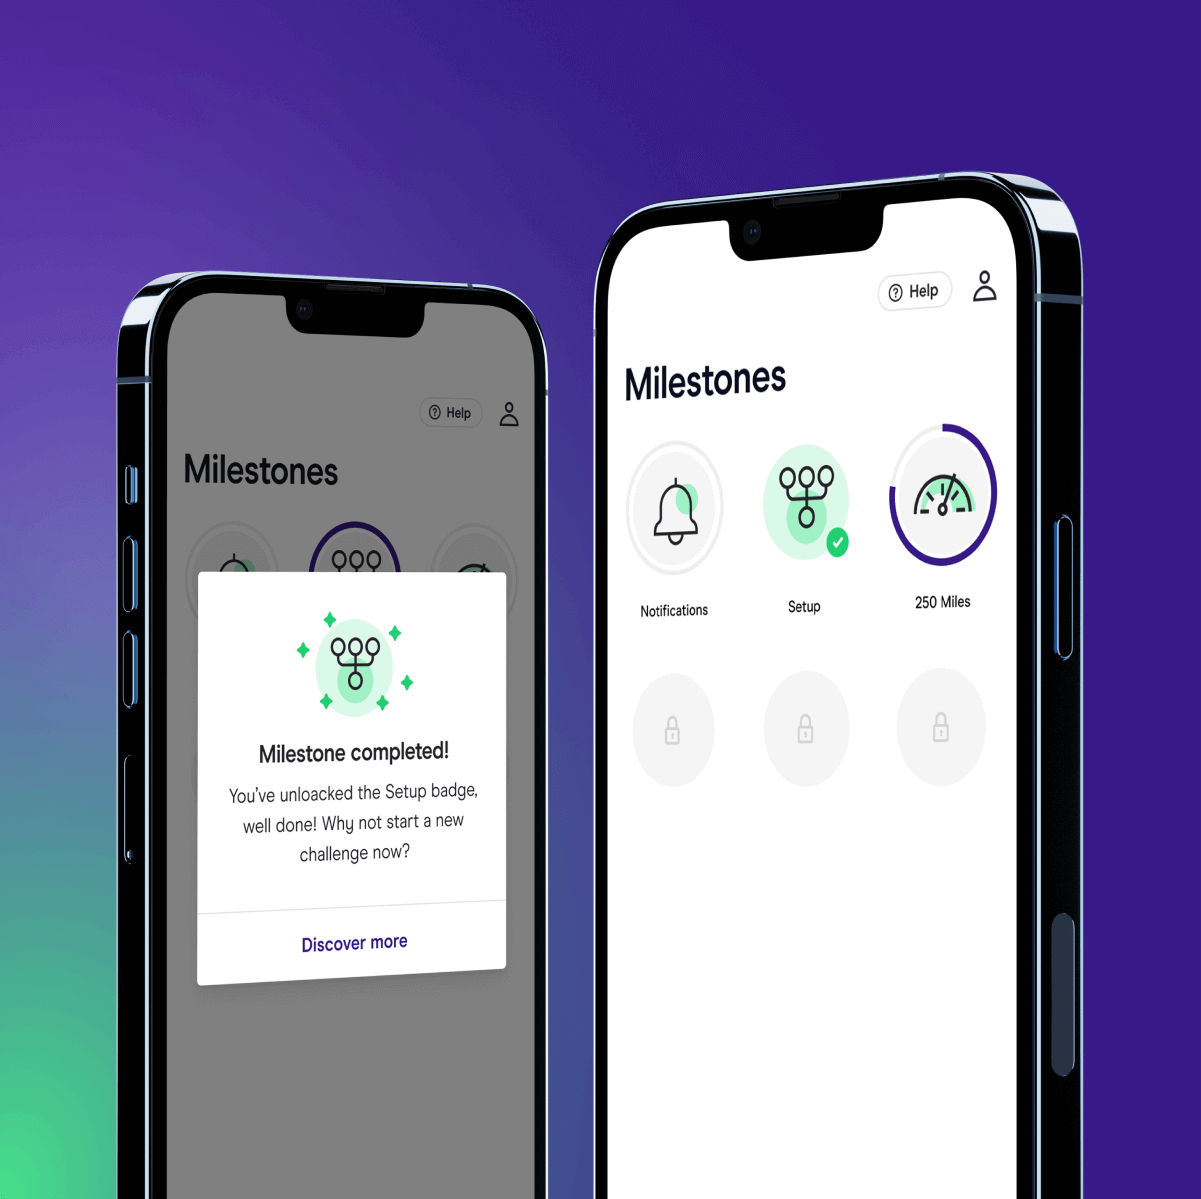 Help
Milestones
Milestone completed!
You've unloacked the Setup badge,
well done! Why not start a new
challenge now?
Discover more
Help
Milestones
Notifications
Setup
250 Miles